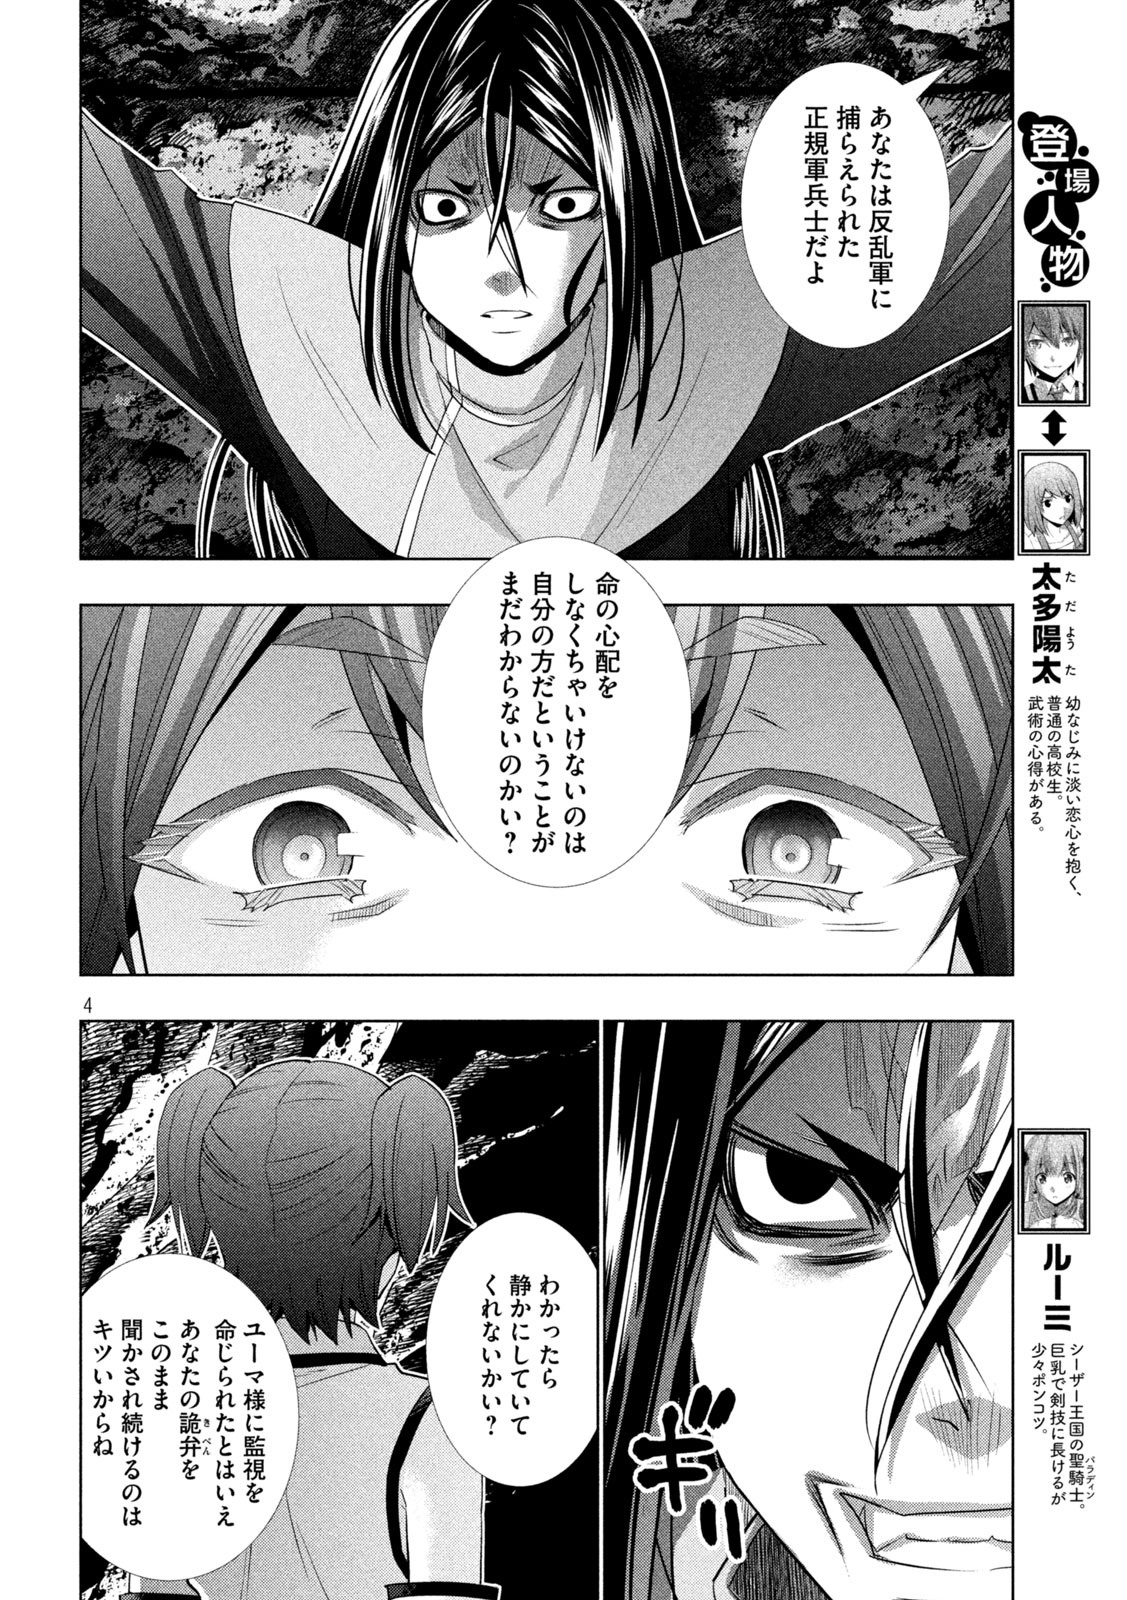 登場人物
太多陽太
ただようた
幼なじみに淡い恋心を抱く、
普通の高校生。
武術の心得がある。
ルーミ
シーザー王国の聖騎士。
パラディン
巨乳で剣技に長けるが
少々ポンコツ。
あなたは反乱軍に
捕らえられた
正規軍兵士だよ
命の心配を
しなくちゃいけないのは
自分の方だということが
まだわからないのかい?
わかったら
静かにしていて
くれないかい?
ギギ
ユーマ様に監視を
命じられたとはいえ
あなたの詭弁を
きべん
このまま
聞かされ続けるのは
キツいからね
4